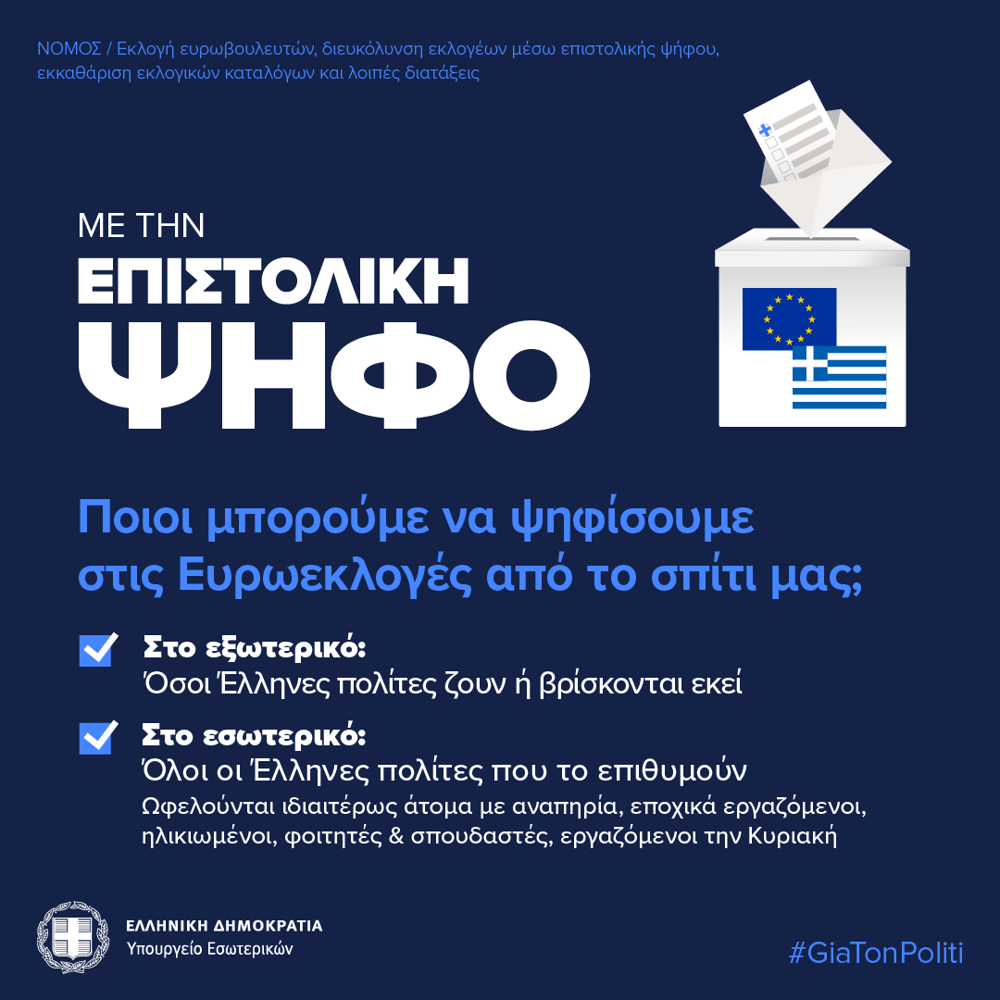 ΝΟΜΟΣ / Εκλογή ευρωβουλευτών, διευκόλυνση εκλογέων μέσω επιστολικής ψήφου,
εκκαθάριση εκλογικών καταλόγων και λοιπές διατάξεις
ΜΕ ΤΗΝ
ΕΠΙΣΤΟΛΙΚΗ
ΨΗΦΟ
Ποιοι μπορούμε να ψηφίσουμε
στις Ευρωεκλογές από το σπίτι μας;
Στο εξωτερικό:
Όσοι Έλληνες πολίτες ζουν ή βρίσκονται εκεί
Στο εσωτερικό:
Όλοι οι Έλληνες πολίτες που το επιθυμούν
Ωφελούνται ιδιαιτέρως άτομα με αναπηρία, εποχικά εργαζόμενοι,
ηλικιωμένοι, φοιτητές & σπουδαστές, εργαζόμενοι την Κυριακή
ΕΛΛΗΝΙΚΗ ΔΗΜΟΚΡΑΤΙΑ
Υπουργείο Εσωτερικών
#GiaTonPoliti